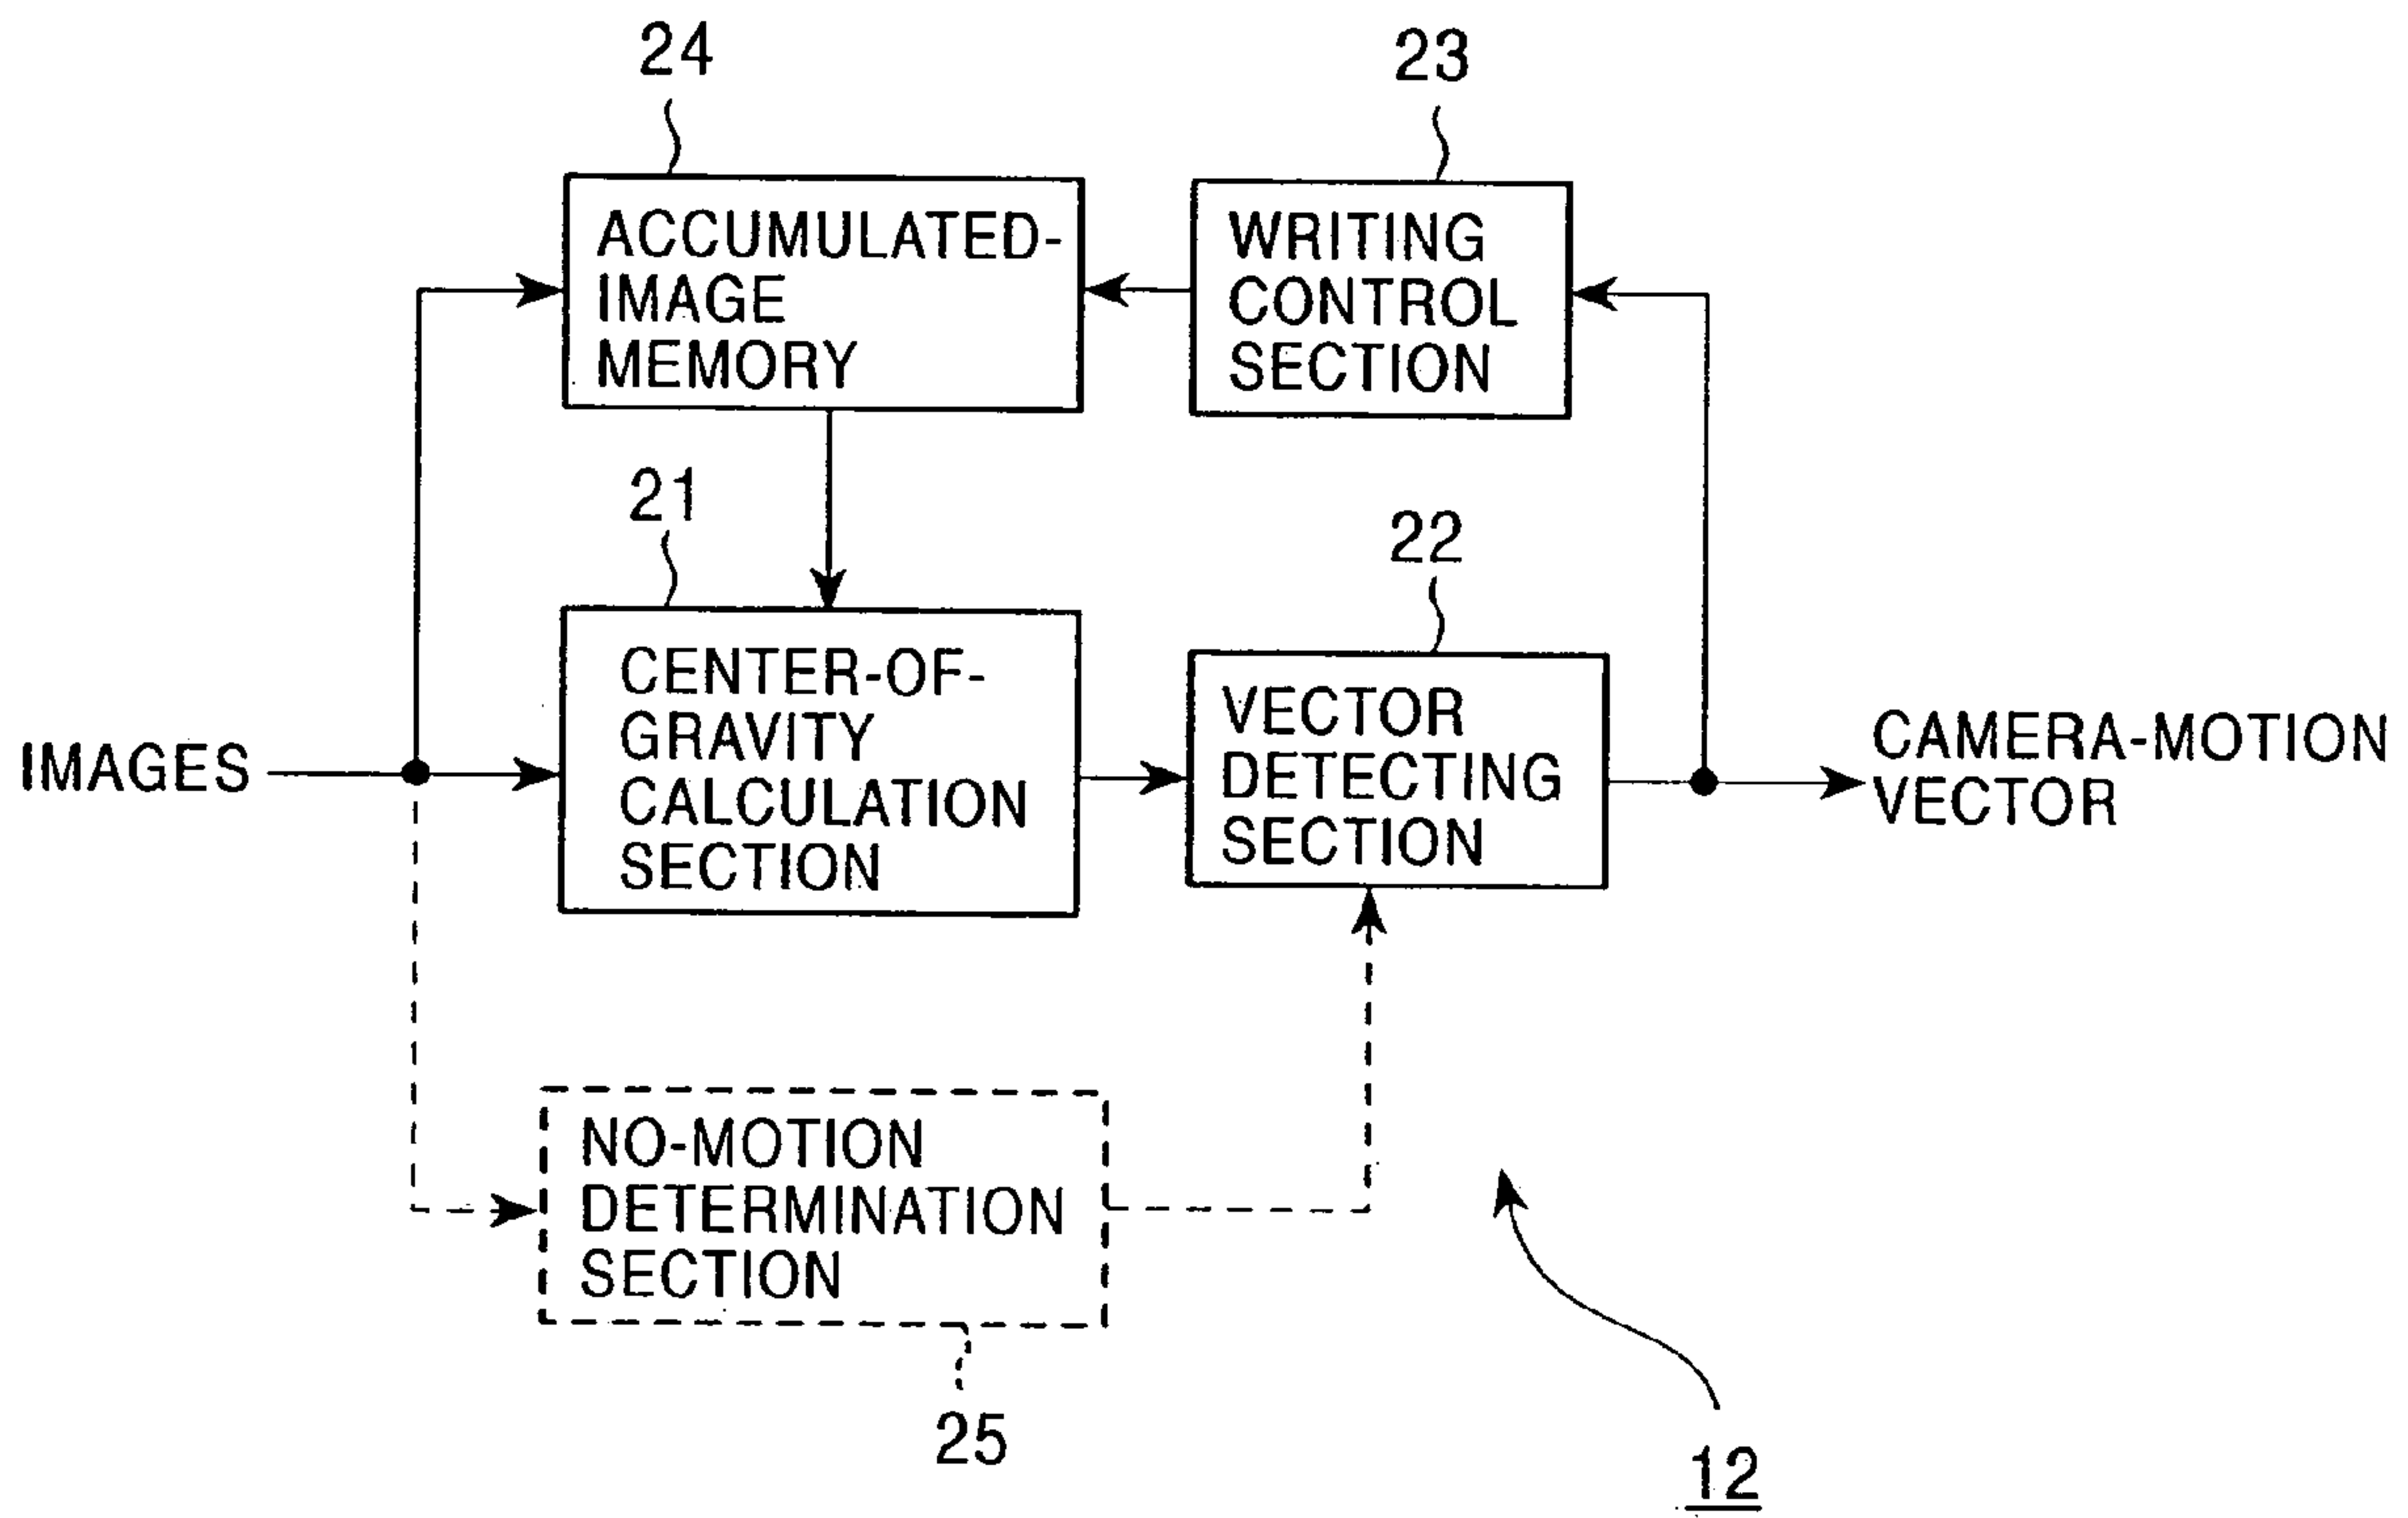 24
23
ACCUMULATED-
IMAGE
MEMORY
WRITING
CONTROL
SECTION
21
22
CENTER-OF-
GRAVITY
CALCULATION
SECTION
VECTOR
DETECTING
SECTION
IMAGES
CAMERA-MOTION
VECTOR
NO-MOTION
DETERMINATION
SECTION
25
12